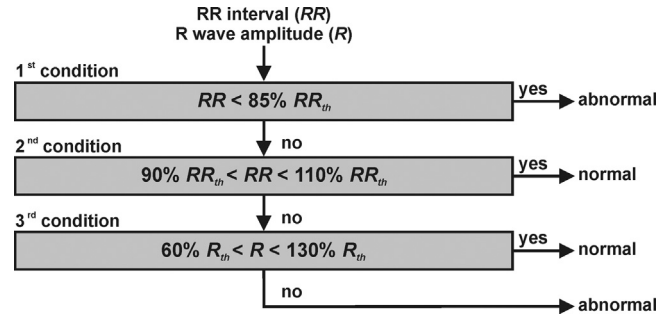 RR interval (RR)
R wave amplitude (R)
1st condition
RR < 85% RRth
yes
abnormal
no
2nd condition
90% RRth < RR < 110% RRth
yes
normal
no
3rd condition
60% Rth < R < 130% Rth
yes
normal
no
abnormal